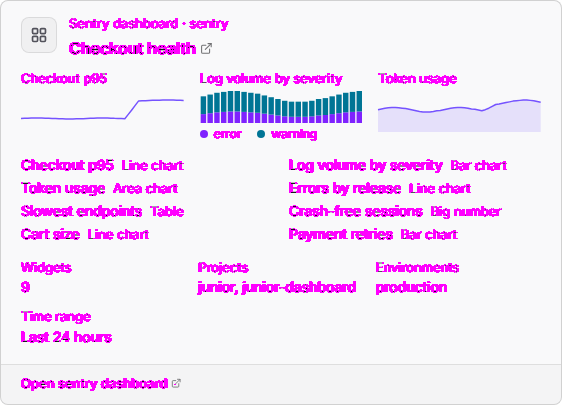 Sentry dashboard · sentry
Checkout health
Checkout p95
Log volume by severity
Token usage
error
warning
Checkout p95 Line chart
Log volume by severity Bar chart
Token usage Area chart
Errors by release Line chart
Slowest endpoints Table
Crash-free sessions Big number
Cart size Line chart
Payment retries Bar chart
Widgets
9
Projects
junior, junior-dashboard
Environments
production
Time range
Last 24 hours
Open sentry dashboard